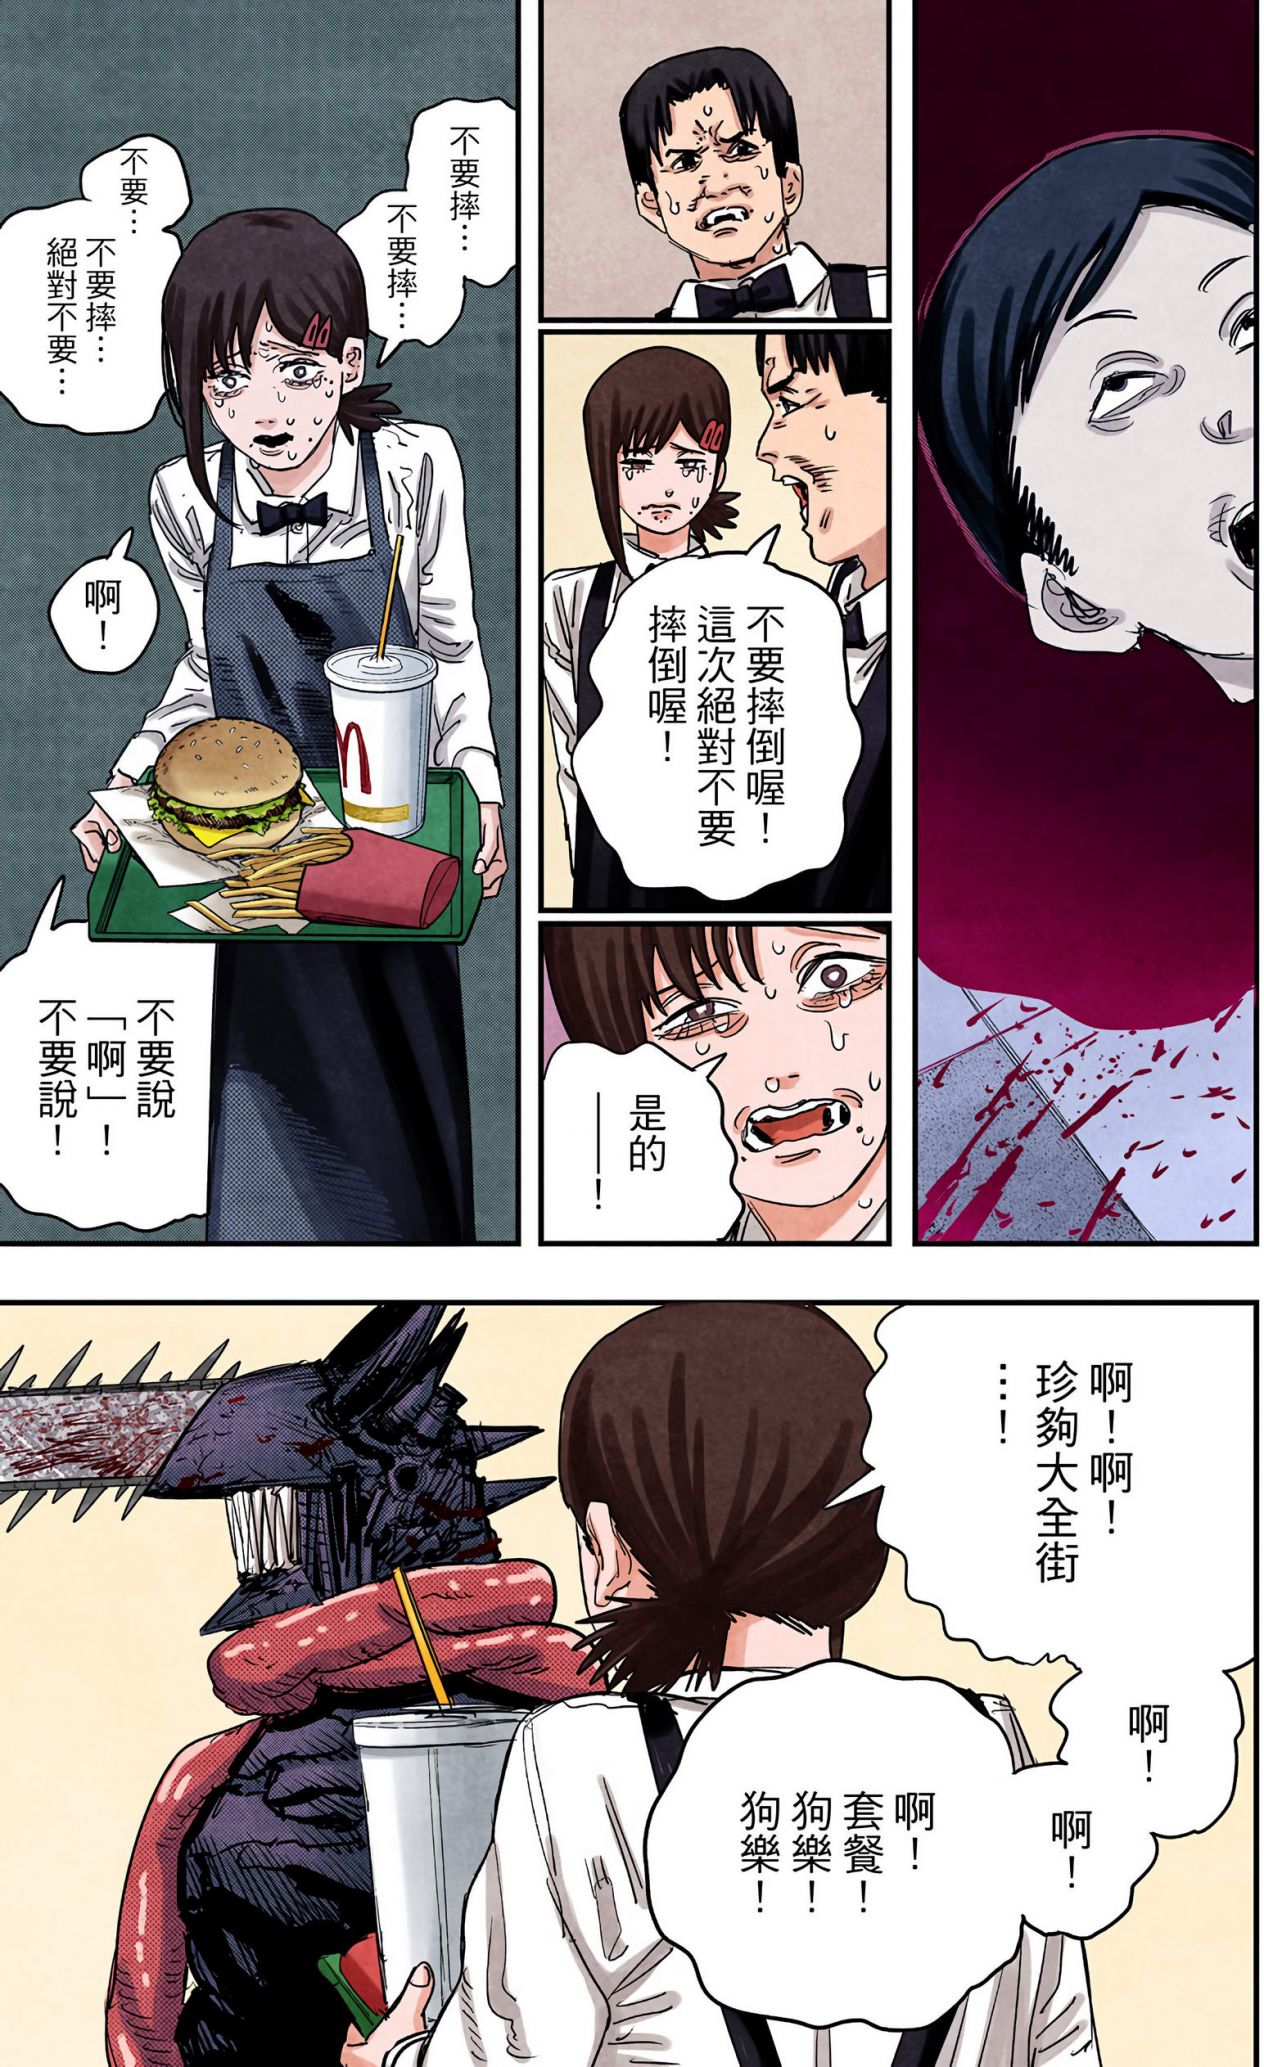 不要摔倒喔！
這次絕對不要
摔倒喔！
是的
——！
不要摔…
不要摔…
不要…
不要摔…
絕對不要…
啊！
不要說
「啊」！
不要說！
啊！啊！
珍夠大全街
…！
啊！
啊！
啊！
套餐！
狗樂！
狗樂！